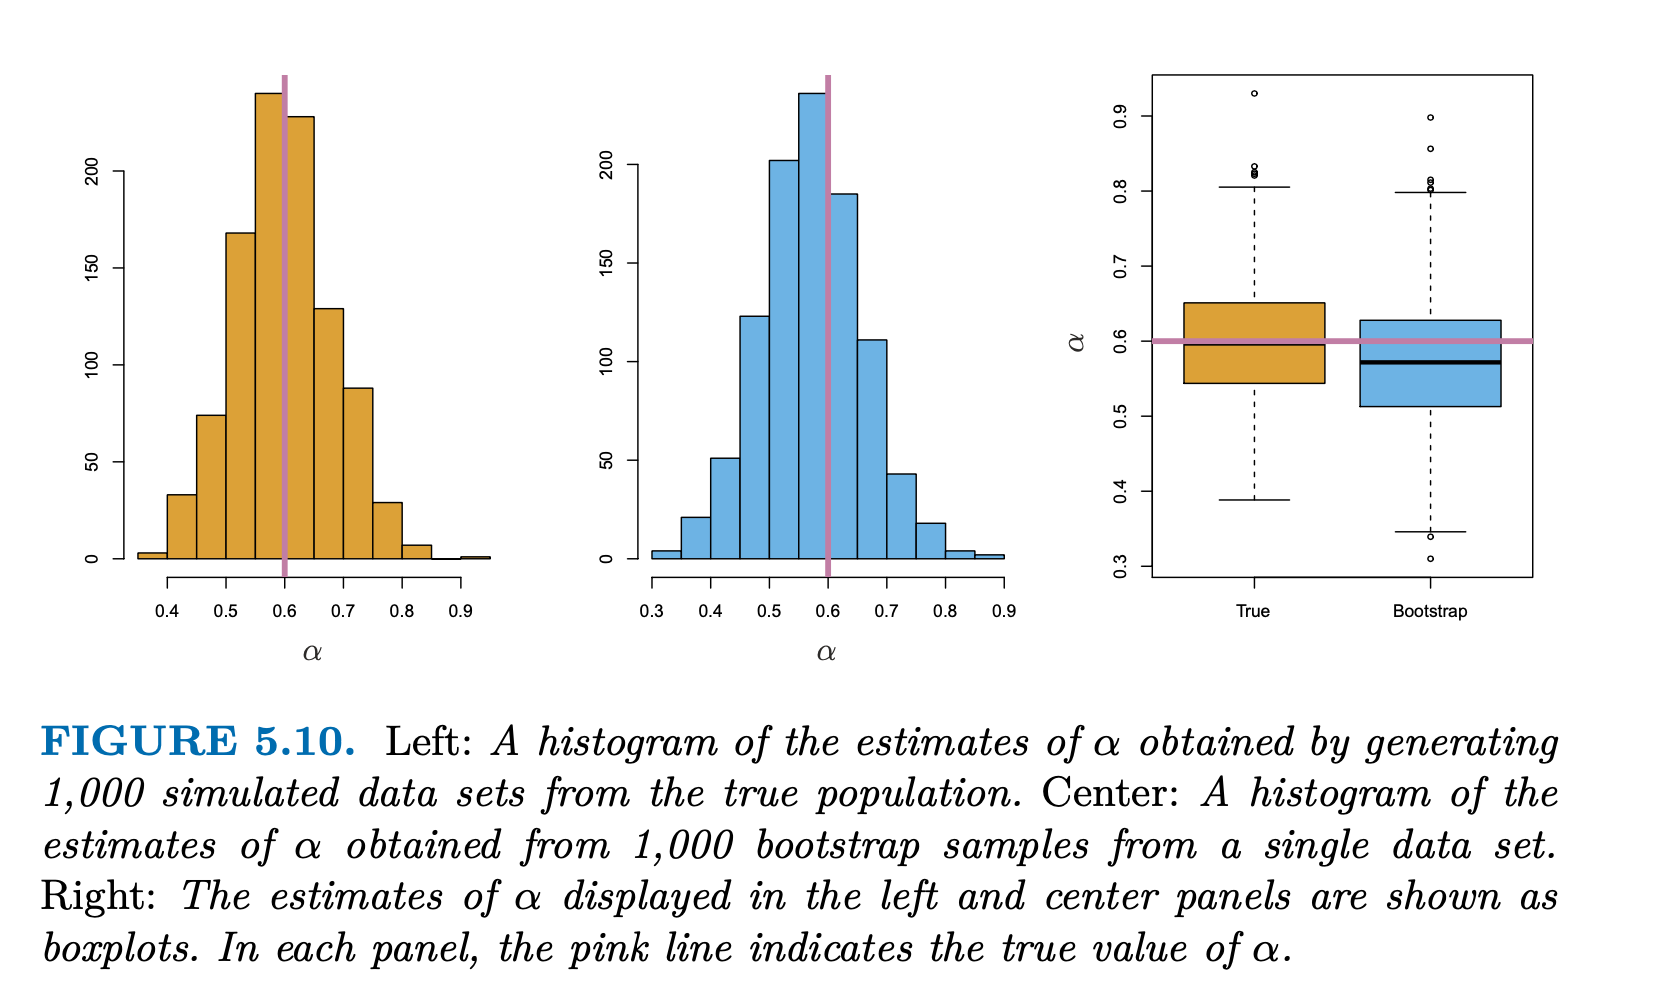 200
150
100
50
0
0.4 0.5 0.6 0.7 0.8 0.9
α
200
150
100
50
0
0.3 0.4 0.5 0.6 0.7 0.8 0.9
α
0.9
0.8
0.7
0.6
0.5
0.4
0.3
α
True Bootstrap
FIGURE 5.10. Left: A histogram of the estimates of α obtained by generating
1,000 simulated data sets from the true population. Center: A histogram of the
estimates of α obtained from 1,000 bootstrap samples from a single data set.
Right: The estimates of α displayed in the left and center panels are shown as
boxplots. In each panel, the pink line indicates the true value of α.